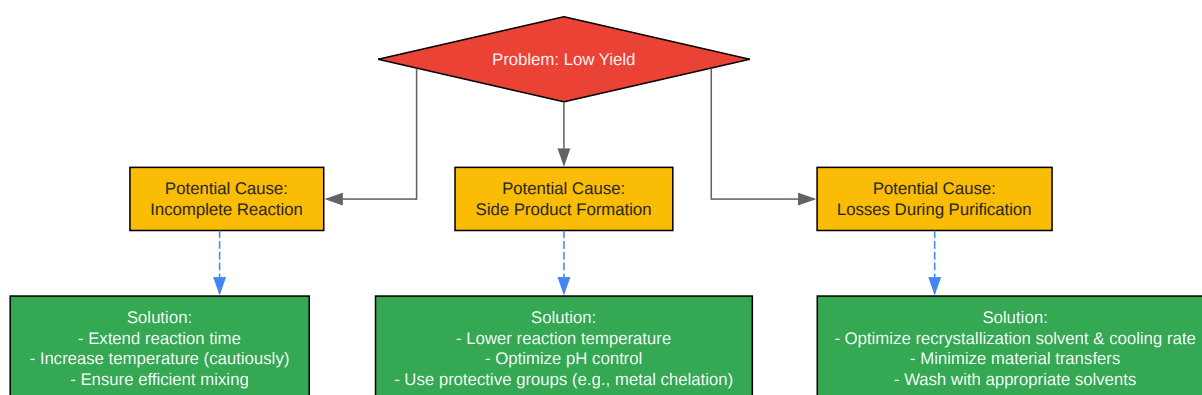 Problem: Low Yield
Potential Cause:
Incomplete Reaction
Potential Cause:
Side Product Formation
Potential Cause:
Losses During Purification
Solution:
- Extend reaction time
- Increase temperature (cautiously)
- Ensure efficient mixing
Solution:
- Lower reaction temperature
- Optimize pH control
- Use protective groups (e.g., metal chelation)
Solution:
- Optimize recrystallization solvent & cooling rate
- Minimize material transfers
- Wash with appropriate solvents